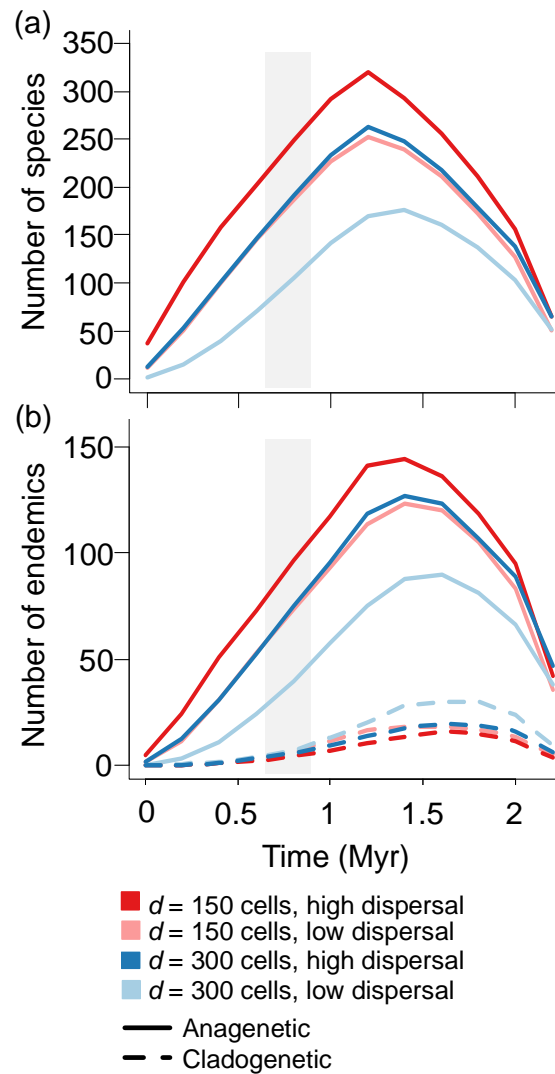 (a)
350
300
250
200
150
100
50
0
Number of species
(b)
150
100
50
0
Number of endemics
0 0.5 1 1.5 2
Time (Myr)
d = 150 cells, high dispersal
d = 150 cells, low dispersal
d = 300 cells, high dispersal
d = 300 cells, low dispersal
Anagenetic
Cladogenetic